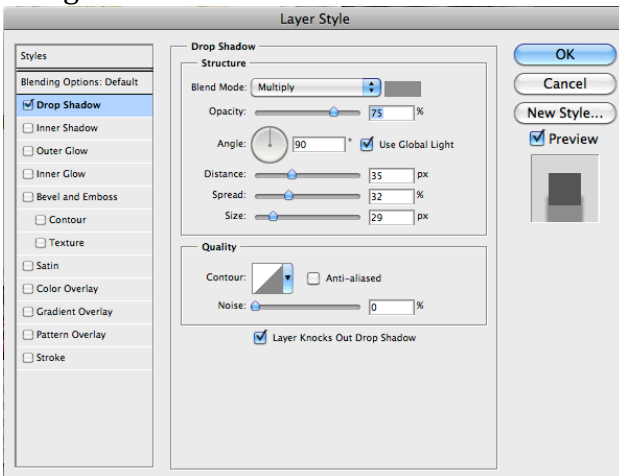 Layer Style
Styles
Blending Options: Default
Drop Shadow
Inner Shadow
Outer Glow
Inner Glow
Bevel and Emboss
Contour
Texture
Satin
Color Overlay
Gradient Overlay
Pattern Overlay
Stroke
Drop Shadow
Structure
Blend Mode: Multiply
Opacity: 75 %
Angle: 90 ° Use Global Light
Distance: 35 px
Spread: 32 %
Size: 29 px
Quality
Contour: Anti-aliased
Noise: 0 %
Layer Knocks Out Drop Shadow
OK
Cancel
New Style...
Preview